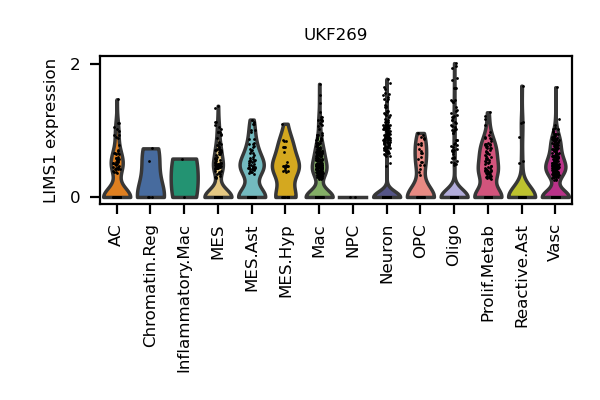 UKF269
LIMS1 expression
2
0
AC
Chromatin.Reg
Inflammatory.Mac
MES
MES.Ast
MES.Hyp
Mac
NPC
Neuron
OPC
Oligo
Prolif.Metab
Reactive.Ast
Vasc